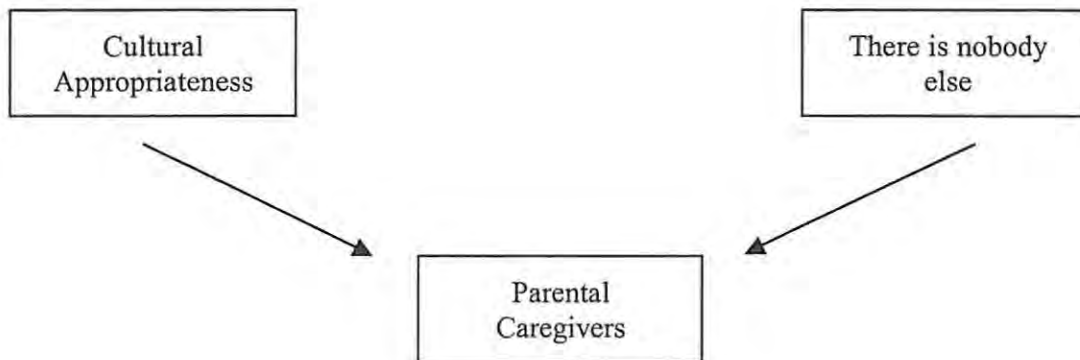 Cultural
Appropriateness
There is nobody
else
Parental
Caregivers